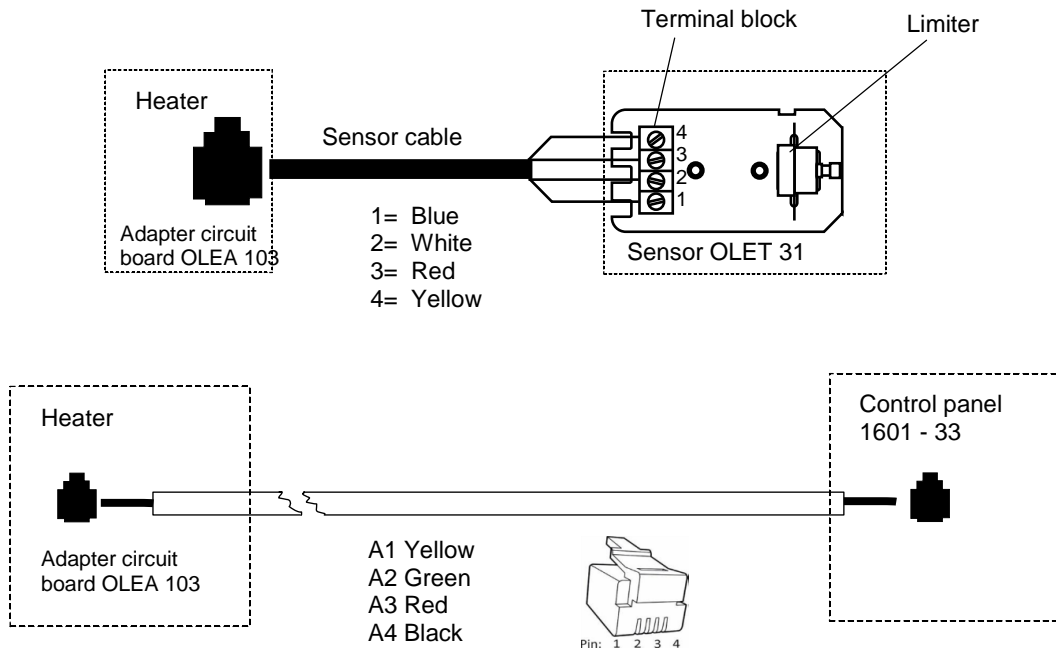 Terminal block
Limiter
Heater
Sensor cable
4
3
2
1
Adapter circuit
board OLEA 103
1= Blue
2= White
3= Red
4= Yellow
Sensor OLET 31
Heater
Control panel
1601 - 33
Adapter circuit
board OLEA 103
A1 Yellow
A2 Green
A3 Red
A4 Black
Pin: 1 2 3 4